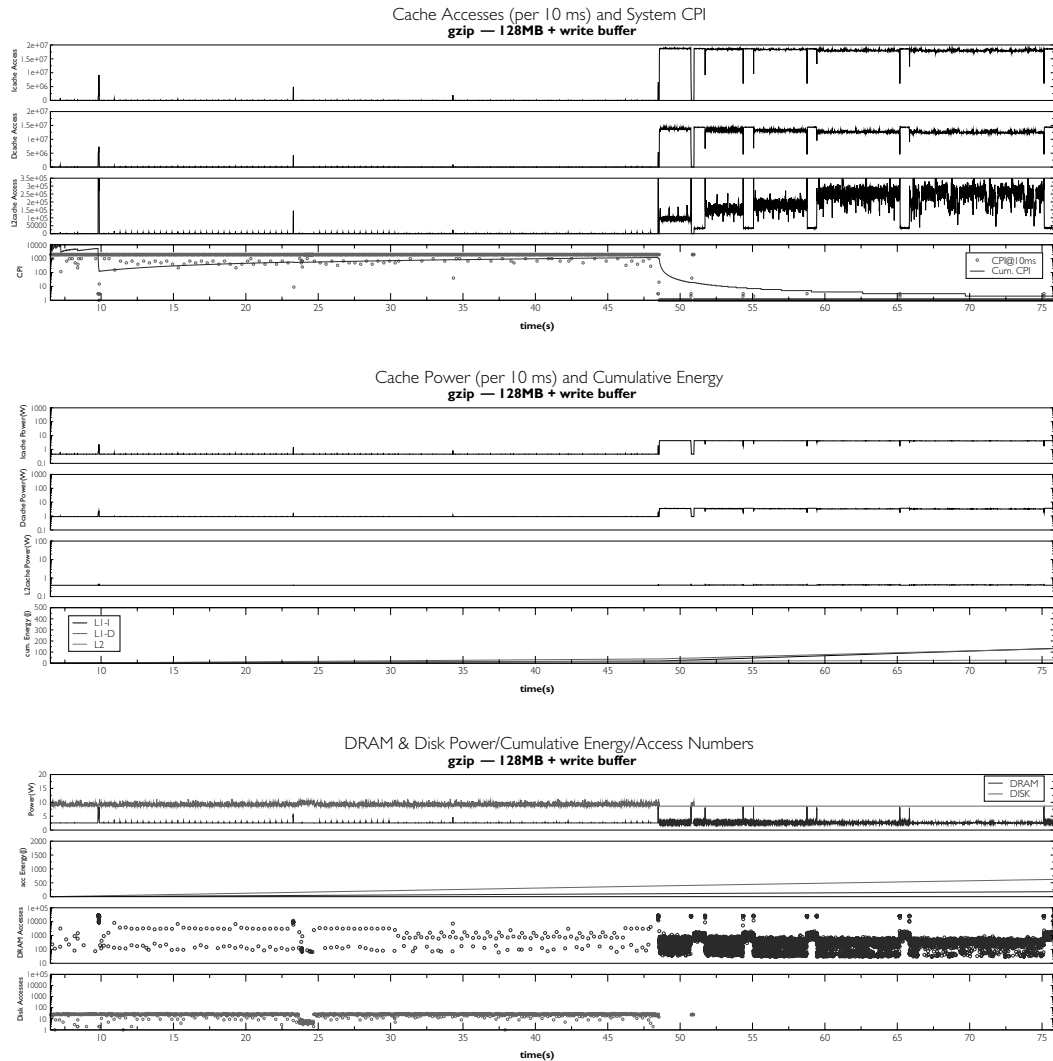 Cache Accesses (per 10 ms) and System CPI
gzip — 128MB + write buffer
Icache Access
2e+07
1.5e+07
1e+07
5e+06
0
Dcache Access
2e+07
1.5e+07
1e+07
5e+06
0
L2cache Access
3.5e+05
3e+05
2.5e+05
2e+05
1.5e+05
1e+05
50000
0
CPI
10000
1000
100
10
1
CPI@10ms
Cum. CPI
10 15 20 25 30 35 40 45 50 55 60 65 70 75
time(s)
Cache Power (per 10 ms) and Cumulative Energy
gzip — 128MB + write buffer
Icache Power(W)
1000
100
10
1
0.1
Dcache Power(W)
1000
100
10
1
0.1
L2cache Power(W)
100
10
1
0.1
cum. Energy (J)
500
400
300
200
100
0
L1-I
L1-D
L2
10 15 20 25 30 35 40 45 50 55 60 65 70 75
time(s)
DRAM & Disk Power/Cumulative Energy/Access Numbers
gzip — 128MB + write buffer
Power(W)
20
15
10
5
0
DRAM
DISK
acc Energy(J)
2000
1500
1000
500
0
DRAM Accesses
1e+05
10000
1000
100
10
Disk Accesses
1e+05
10000
1000
100
10
1
10 15 20 25 30 35 40 45 50 55 60 65 70 75
time(s)